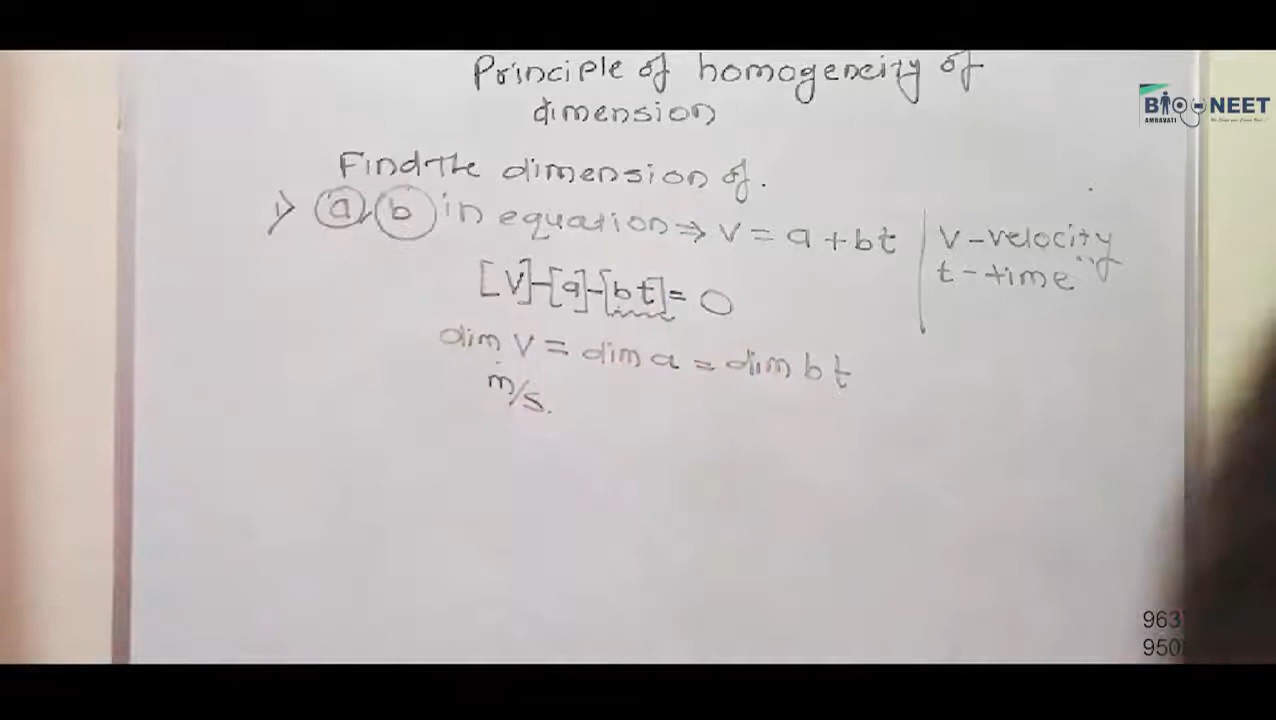 Principle of homogeneity of
dimension
BIO-NEET
AMRAVATI
Find the dimension of.
1> a, b in equation ⇒ v = a + bt | v - velocity
t - time
[v] - [a] - [bt] = 0
dim v = dim a = dim bt
m/s.
963
950